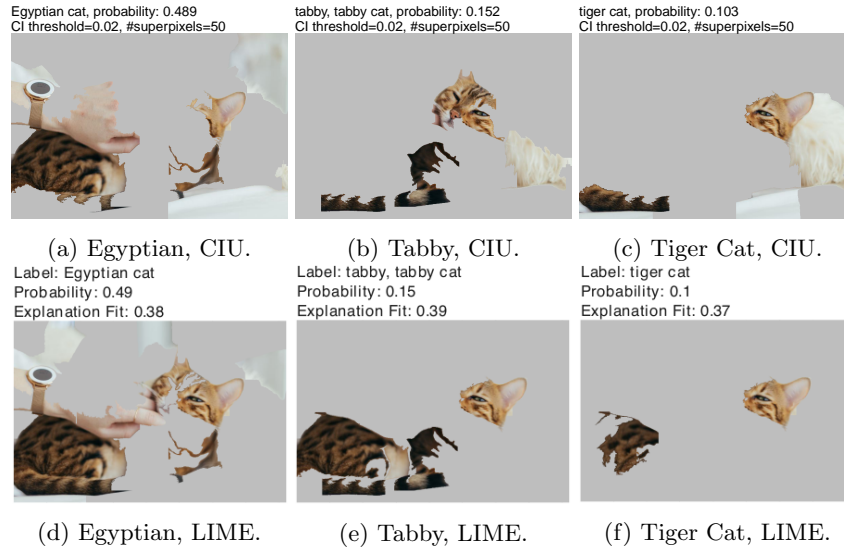 Egyptian cat, probability: 0.489
CI threshold=0.02, #superpixels=50
tabby, tabby cat, probability: 0.152
CI threshold=0.02, #superpixels=50
tiger cat, probability: 0.103
CI threshold=0.02, #superpixels=50
(a) Egyptian, CIU.
(b) Tabby, CIU.
(c) Tiger Cat, CIU.
Label: Egyptian cat
Probability: 0.49
Explanation Fit: 0.38
Label: tabby, tabby cat
Probability: 0.15
Explanation Fit: 0.39
Label: tiger cat
Probability: 0.1
Explanation Fit: 0.37
(d) Egyptian, LIME.
(e) Tabby, LIME.
(f) Tiger Cat, LIME.